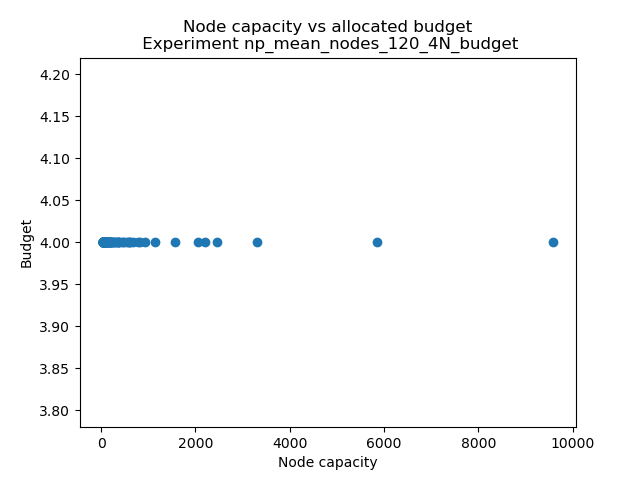 Node capacity vs allocated budget
Experiment np_mean_nodes_120_4N_budget
4.20
4.15
4.10
4.05
4.00
3.95
3.90
3.85
3.80
Budget
0 2000 4000 6000 8000 10000
Node capacity